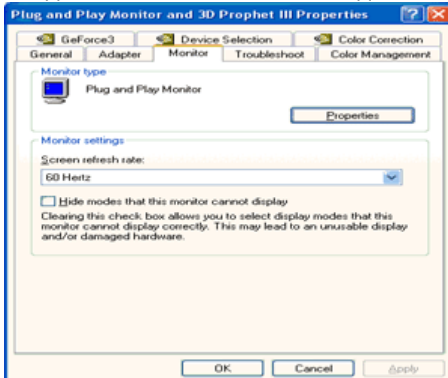 Plug and Play Monitor and 3D Prophet III Properties
GeForce3 Device Selection Color Correction
General Adapter Monitor Troubleshoot Color Management
Monitor type
Plug and Play Monitor
Properties
Monitor settings
Screen refresh rate:
60 Hertz
Hide modes that this monitor cannot display
Clearing this check box allows you to select display modes that this
monitor cannot display correctly. This may lead to an unusable display
and/or damaged hardware.
OK Cancel Apply